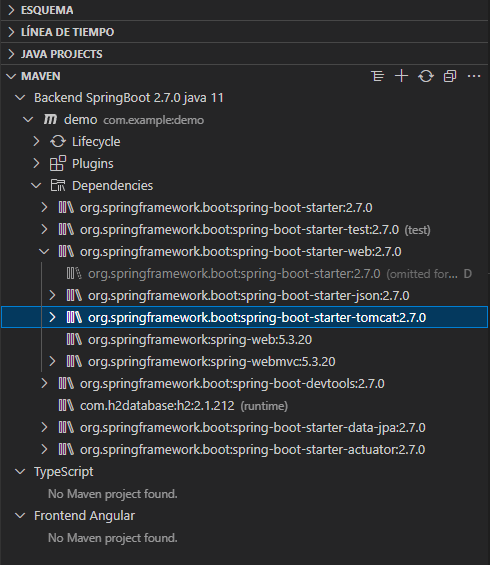 ESQUEMA
LÍNEA DE TIEMPO
JAVA PROJECTS
MAVEN
Backend SpringBoot 2.7.0 java 11
demo com.example:demo
Lifecycle
Plugins
Dependencies
org.springframework.boot:spring-boot-starter:2.7.0
org.springframework.boot:spring-boot-starter-test:2.7.0 (test)
org.springframework.boot:spring-boot-starter-web:2.7.0
org.springframework.boot:spring-boot-starter:2.7.0 (omitted for... D
org.springframework.boot:spring-boot-starter-json:2.7.0
org.springframework.boot:spring-boot-starter-tomcat:2.7.0
org.springframework:spring-web:5.3.20
org.springframework:spring-webmvc:5.3.20
org.springframework.boot:spring-boot-devtools:2.7.0
com.h2database:h2:2.1.212 (runtime)
org.springframework.boot:spring-boot-starter-data-jpa:2.7.0
org.springframework.boot:spring-boot-starter-actuator:2.7.0
TypeScript
No Maven project found.
Frontend Angular
No Maven project found.